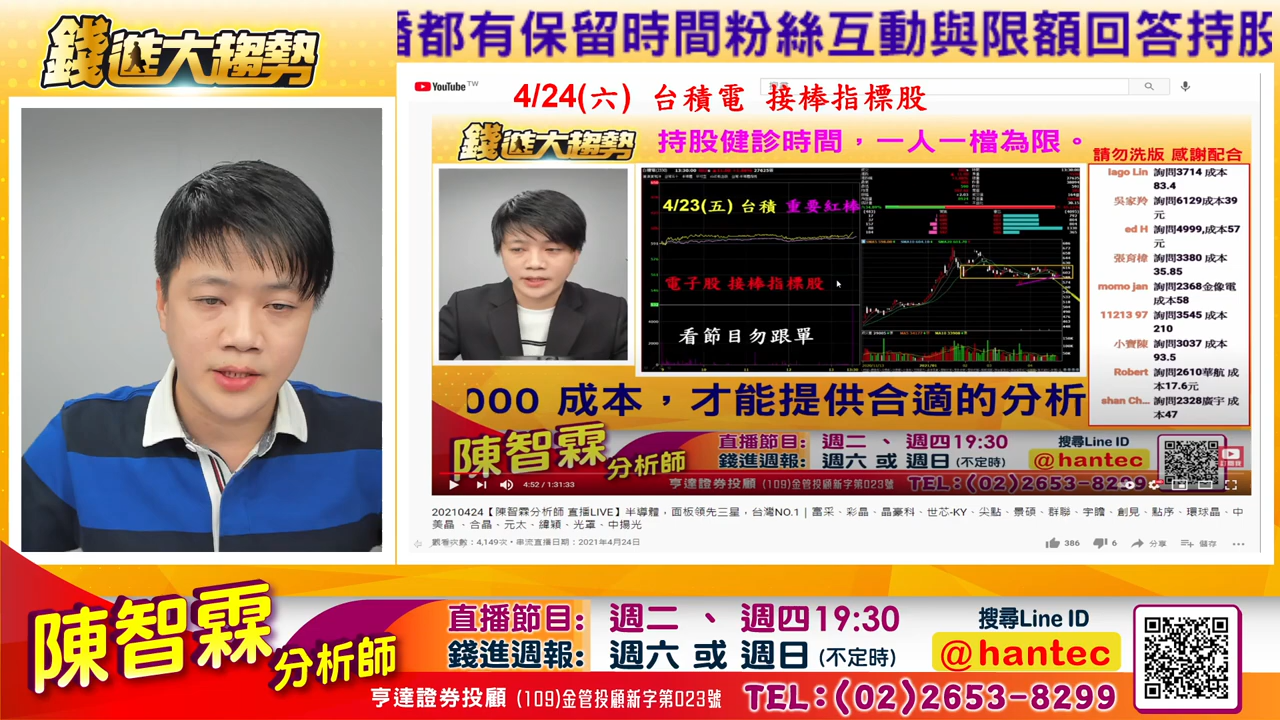 錢進大趨勢
播都有保留時間粉絲互動與限額回答持股
YouTube TW
4/24(六) 台積電 接棒指標股
錢進大趨勢
持股健診時間，一人一檔為限。
請勿洗版 感謝配合
4/23(五) 台積 重要紅棒
電子股 接棒指標股
看節目勿跟單
Iago Lin 詢問3714 成本
83.4
吳家羚 詢問6129成本39
元
ed H 詢問4999,成本57
元
張育樟 詢問3380 成本
35.85
momo jan 詢問2368金像電
成本58
11213 97 詢問3545 成本
210
小寶陳 詢問3037 成本
93.5
Robert 詢問2610華航 成
本17.6元
shan Ch... 詢問2328廣宇 成
本47
000 成本，才能提供合適的分析
陳智霖 分析師
直播節目: 週二 、 週四19:30
錢進週報: 週六 或 週日 (不定時)
搜尋Line ID
@hantec
亨達證券投顧 (109)金管投顧新字第023號 TEL:(02)2653-8299
4:52 / 1:31:33
20210424【陳智霖分析師 直播LIVE】半導體，面板領先三星，台灣NO.1｜富采、彩晶、晶豪科、世芯-KY、尖點、景碩、群聯、宇瞻、創見、點序、環球晶、中
美晶 、合晶、元太、緯穎、光罩、中揚光
觀看次數：4,149次・串流直播日期：2021年4月24日
386 6 分享 儲存
陳智霖 分析師
直播節目: 週二 、 週四19:30
錢進週報: 週六 或 週日 (不定時)
搜尋Line ID
@hantec
亨達證券投顧 (109)金管投顧新字第023號 TEL:(02)2653-8299